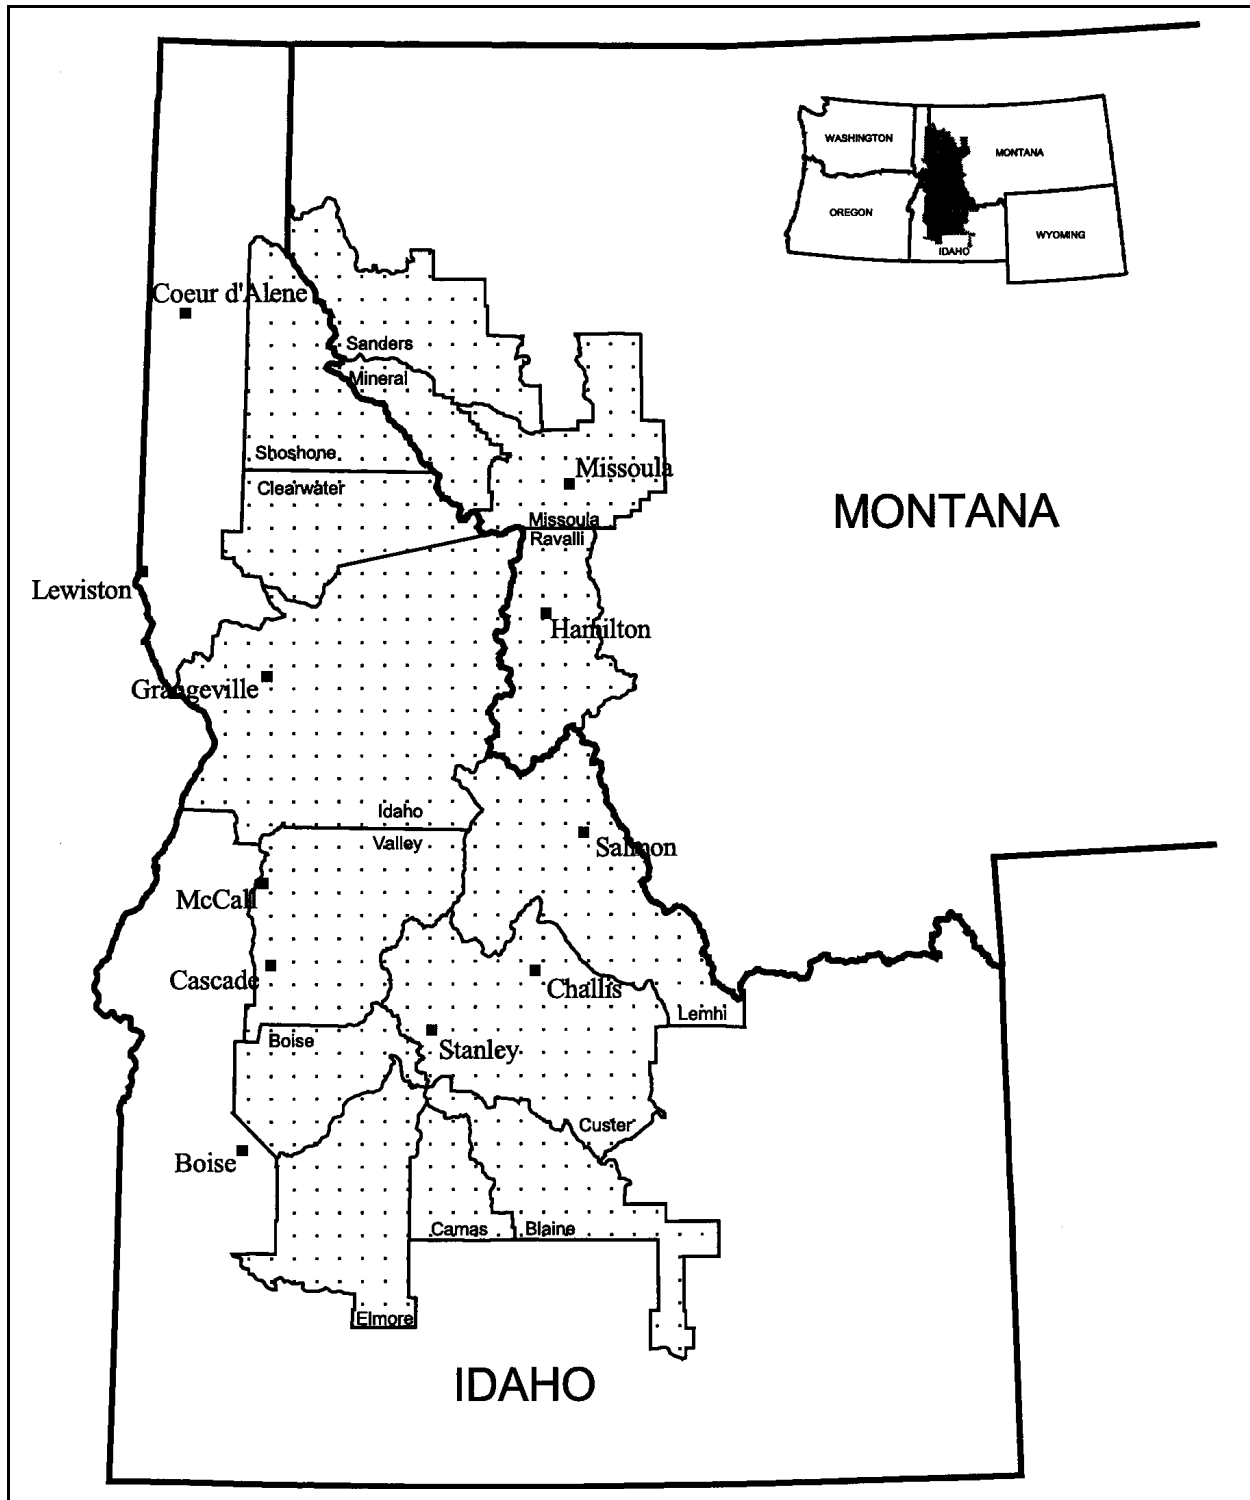 WASHINGTON
MONTANA
OREGON
WYOMING
IDAHO
Coeur d'Alene
Sanders
Mineral
Shoshone
Clearwater
Missoula
MONTANA
Missoula
Ravalli
Lewiston
Hamilton
Grangeville
Idaho
Valley
Salmon
McCall
Cascade
Challis
Lemhi
Boise
Stanley
Custer
Boise
Camas
Blaine
Elmore
IDAHO